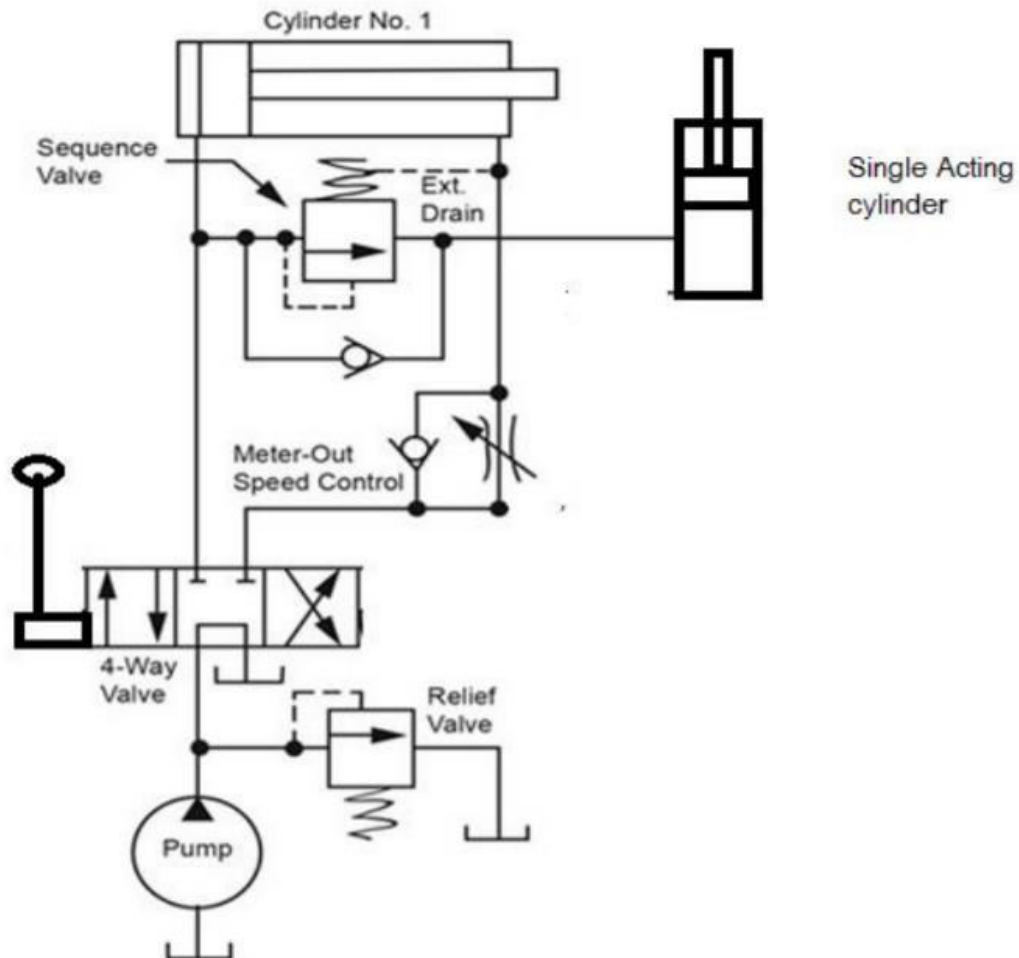 Cylinder No. 1
Sequence
Valve
Ext.
Drain
Single Acting
cylinder
Meter-Out
Speed Control
4-Way
Valve
Relief
Valve
Pump